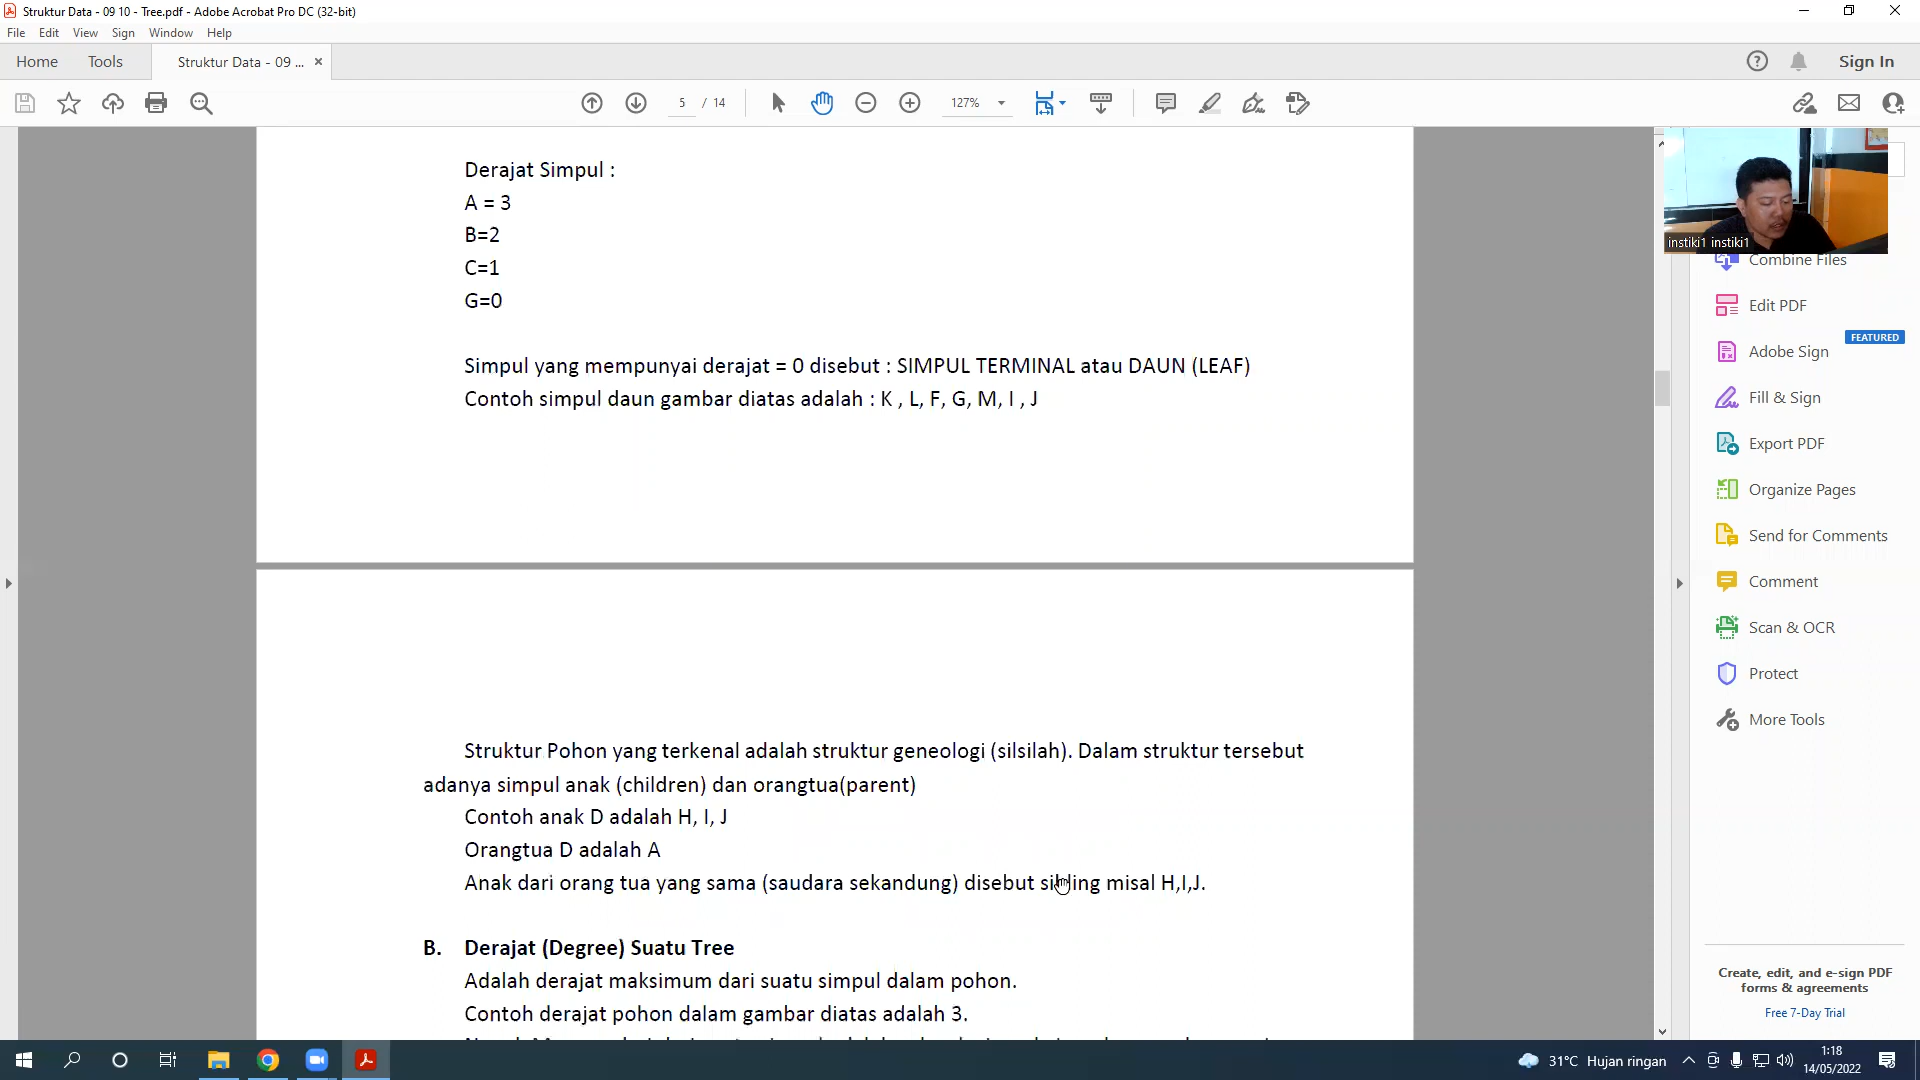 Struktur Data - 09 10 - Tree.pdf - Adobe Acrobat Pro DC (32-bit)
File Edit View Sign Window Help
Home Tools Struktur Data - 09 ... × Sign In
5 / 14 127%
Derajat Simpul :
A = 3
B=2
C=1
G=0
Simpul yang mempunyai derajat = 0 disebut : SIMPUL TERMINAL atau DAUN (LEAF)
Contoh simpul daun gambar diatas adalah : K , L, F, G, M, I , J
Struktur Pohon yang terkenal adalah struktur geneologi (silsilah). Dalam struktur tersebut
adanya simpul anak (children) dan orangtua(parent)
Contoh anak D adalah H, I, J
Orangtua D adalah A
Anak dari orang tua yang sama (saudara sekandung) disebut sibling misal H,I,J.
B. Derajat (Degree) Suatu Tree
Adalah derajat maksimum dari suatu simpul dalam pohon.
Contoh derajat pohon dalam gambar diatas adalah 3.
instiki1 instiki1
Combine Files
Edit PDF
FEATURED
Adobe Sign
Fill & Sign
Export PDF
Organize Pages
Send for Comments
Comment
Scan & OCR
Protect
More Tools
Create, edit, and e-sign PDF
forms & agreements
Free 7-Day Trial
31°C Hujan ringan
1:18
14/05/2022